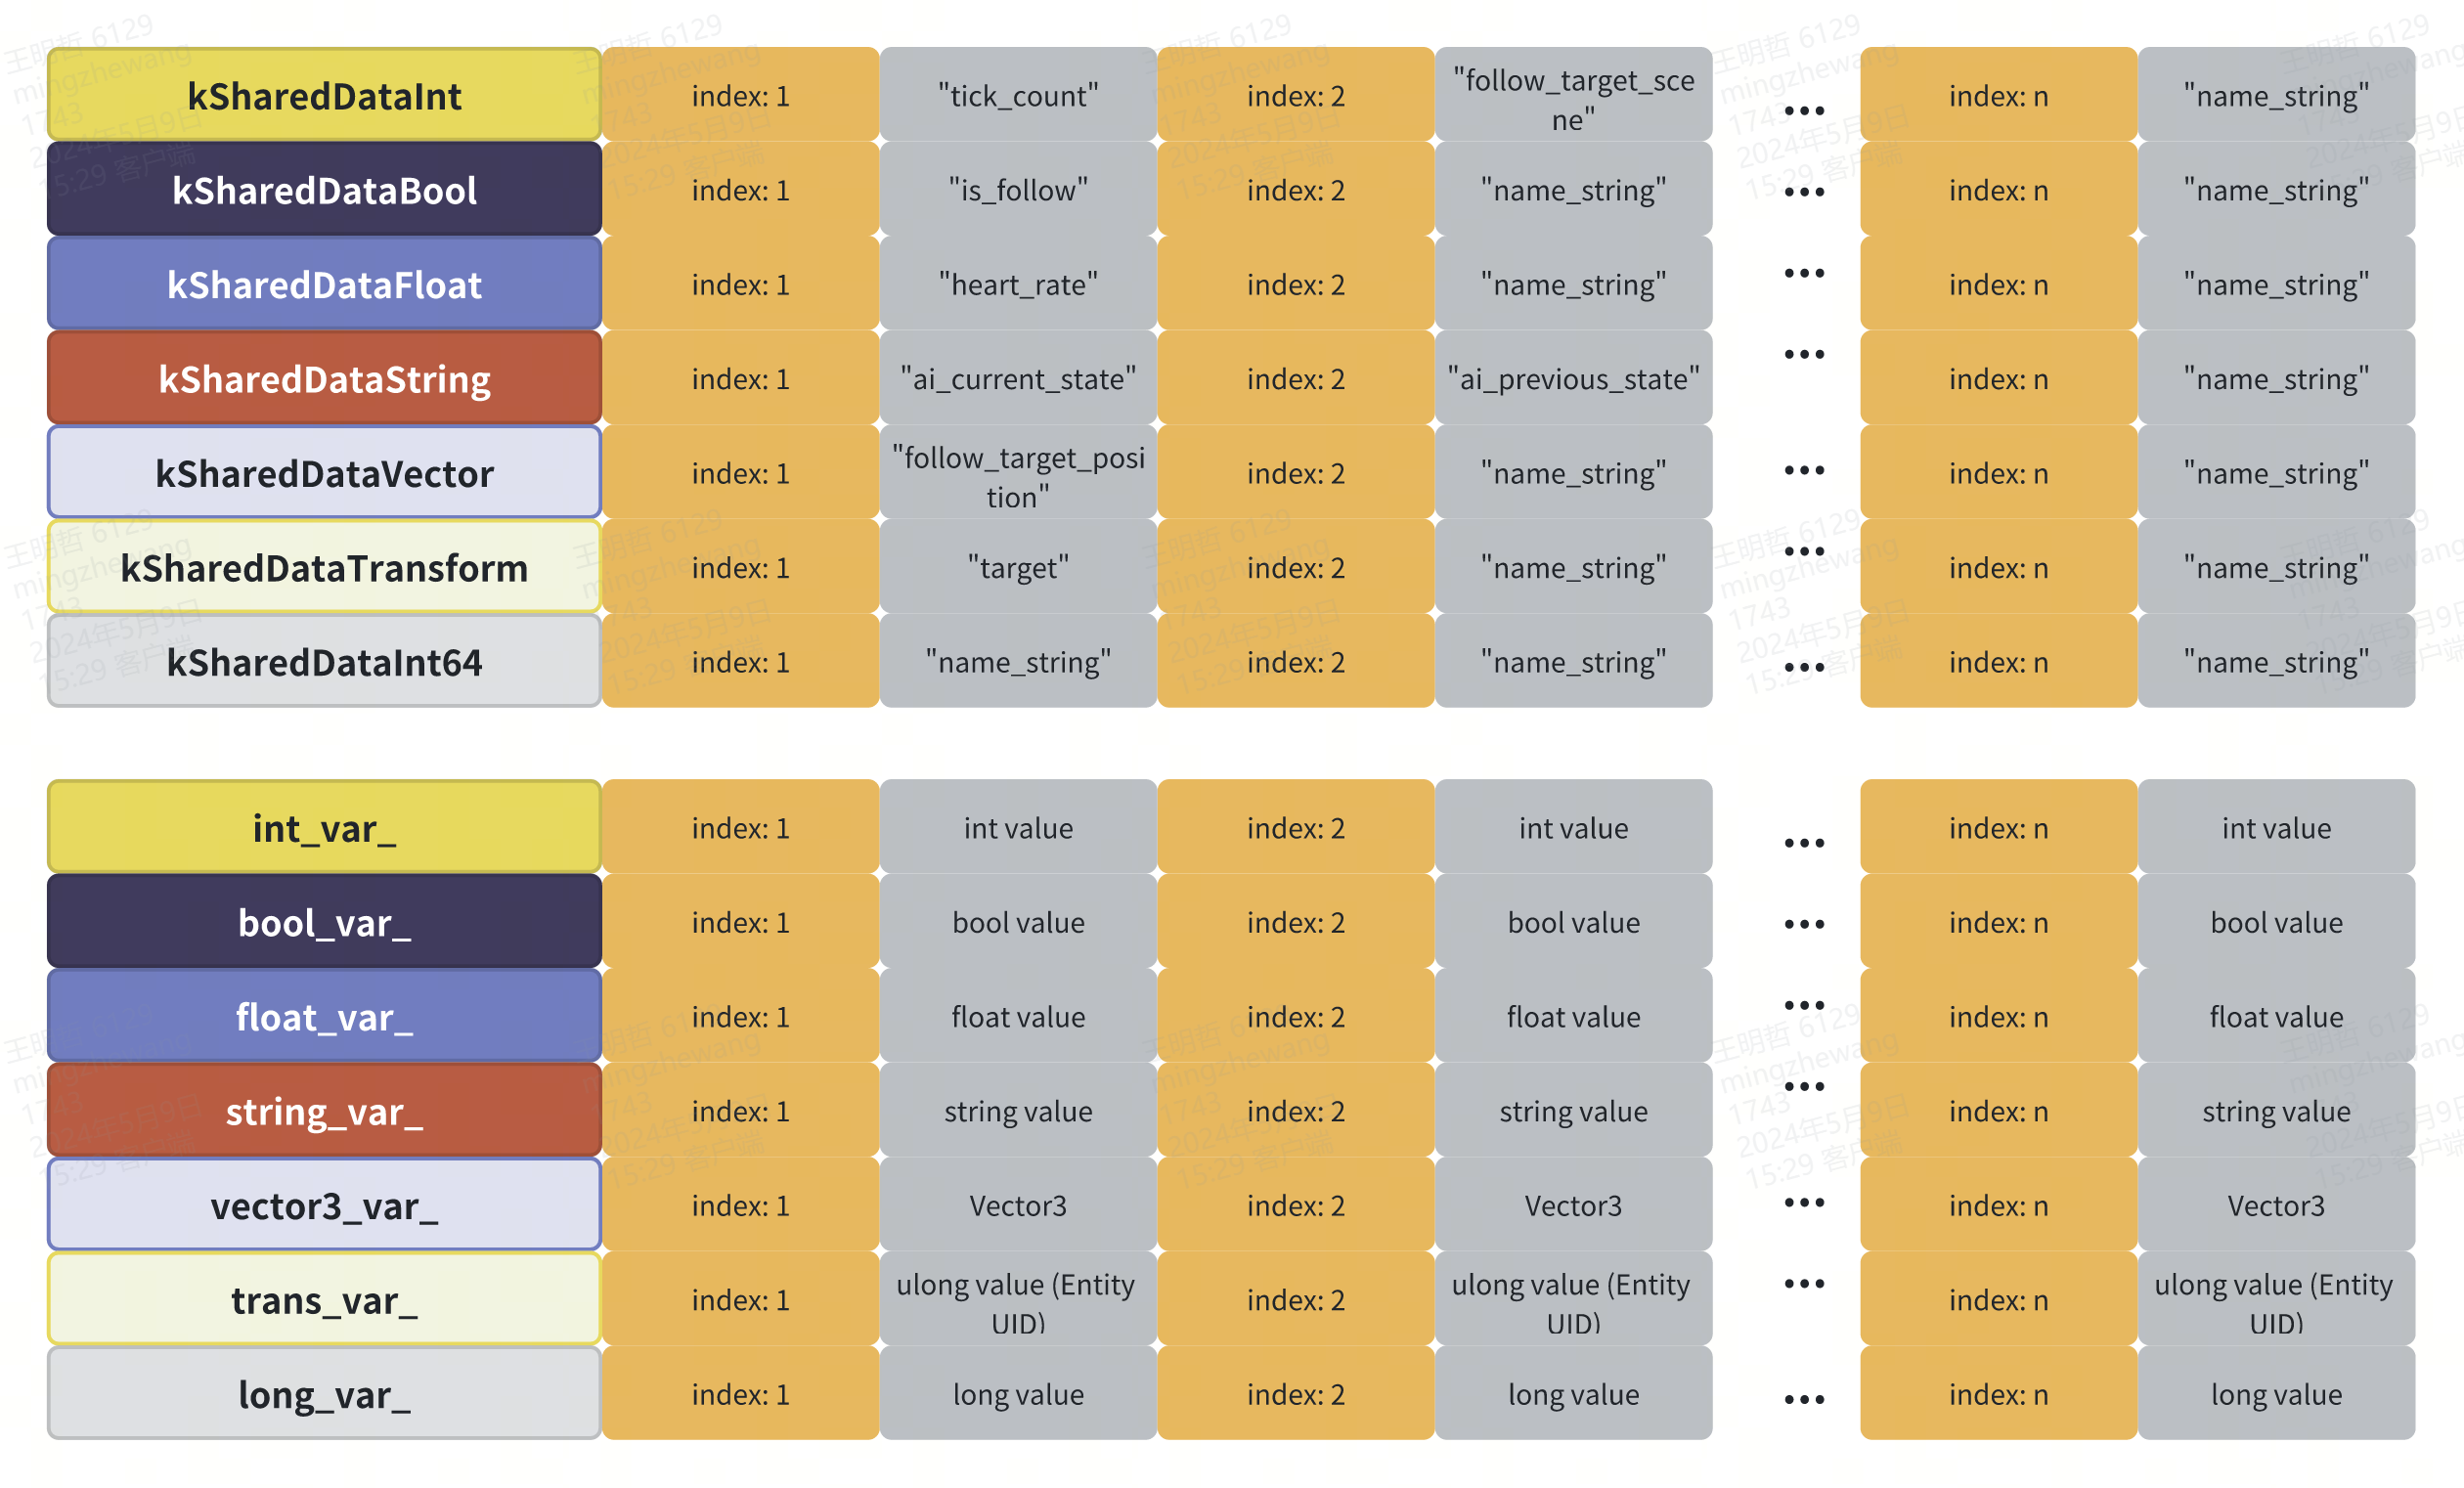 kSharedDataInt index: 1 "tick_count" index: 2 "follow_target_sce
ne" ... index: n "name_string"
kSharedDataBool index: 1 "is_follow" index: 2 "name_string" ... index: n "name_string"
kSharedDataFloat index: 1 "heart_rate" index: 2 "name_string" ... index: n "name_string"
kSharedDataString index: 1 "ai_current_state" index: 2 "ai_previous_state" ... index: n "name_string"
kSharedDataVector index: 1 "follow_target_posi
tion" index: 2 "name_string" ... index: n "name_string"
kSharedDataTransform index: 1 "target" index: 2 "name_string" ... index: n "name_string"
kSharedDataInt64 index: 1 "name_string" index: 2 "name_string" ... index: n "name_string"
int_var_ index: 1 int value index: 2 int value ... index: n int value
bool_var_ index: 1 bool value index: 2 bool value ... index: n bool value
float_var_ index: 1 float value index: 2 float value ... index: n float value
string_var_ index: 1 string value index: 2 string value ... index: n string value
vector3_var_ index: 1 Vector3 index: 2 Vector3 ... index: n Vector3
trans_var_ index: 1 ulong value (Entity
UID) index: 2 ulong value (Entity
UID) ... index: n ulong value (Entity
UID)
long_var_ index: 1 long value index: 2 long value ... index: n long value
王明哲 6129
mingzhewang
1743
2024年5月9日
15:29 客户端